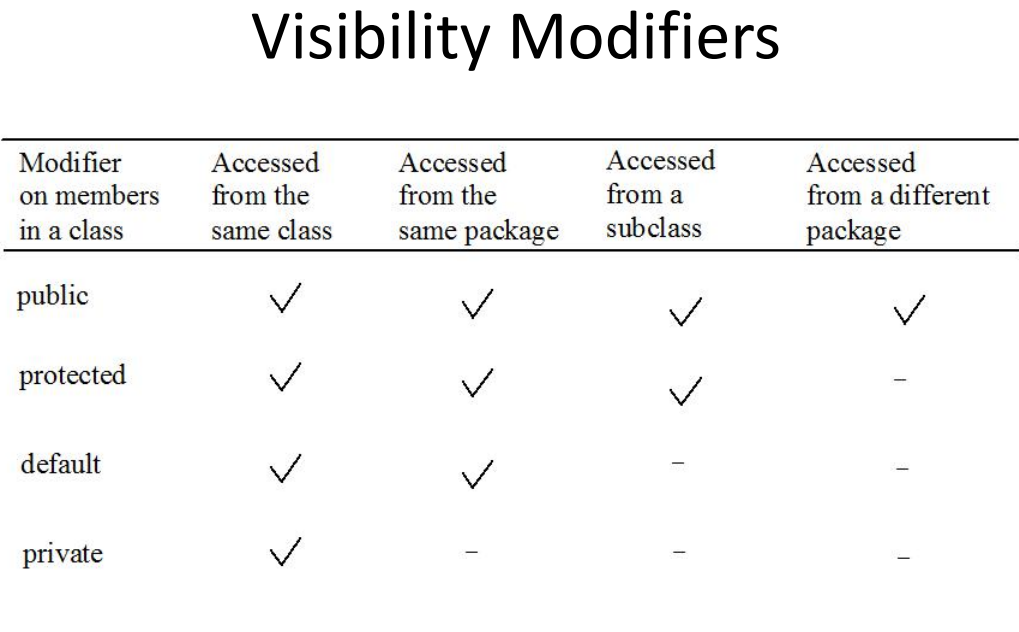 Visibility Modifiers
Modifier on members in a class
Accessed from the same class
Accessed from the same package
Accessed from a subclass
Accessed from a different package
public ✓ ✓ ✓ ✓
protected ✓ ✓ ✓ –
default ✓ ✓ – –
private ✓ – – –